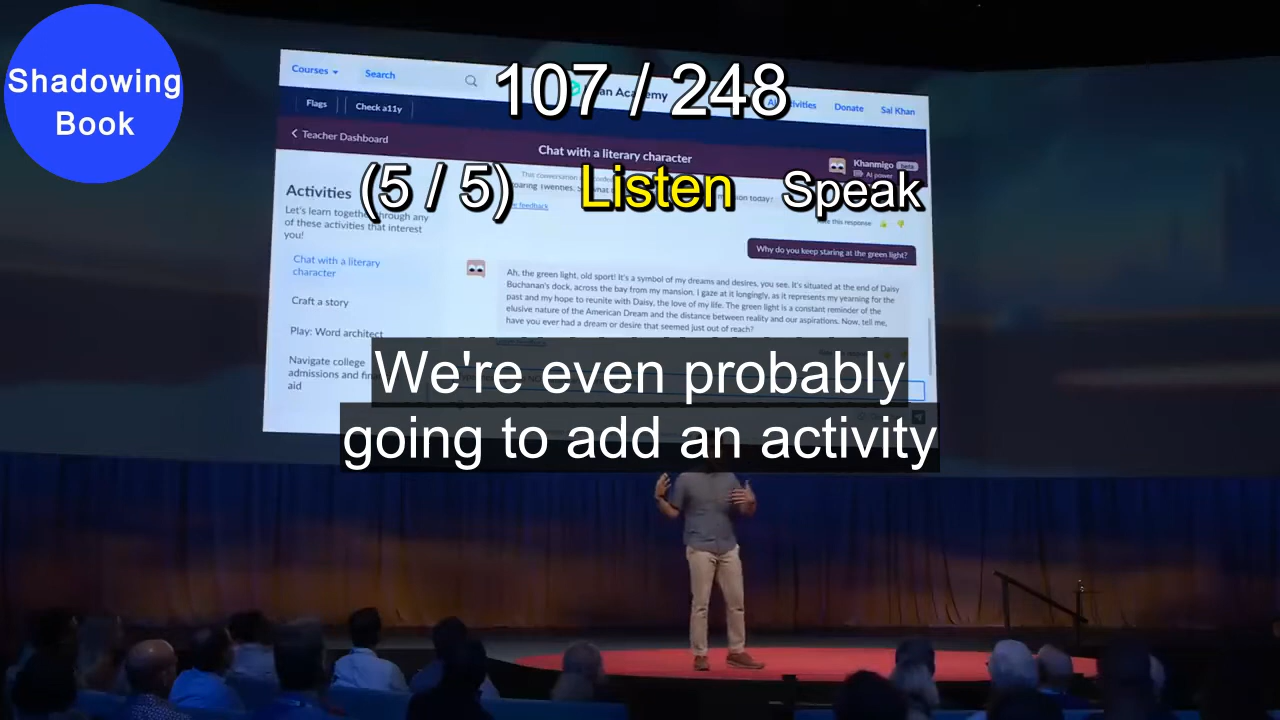 Shadowing
Book
Courses
Search
107 / 248
Donate
Sal Khan
Flags
Check a11y
Teacher Dashboard
Chat with a literary character
Khanmigo beta
(5 / 5) Listen Speak
Activities
Let's learn together through any
of these activities that interest
you!
Why do you keep staring at the green light?
Chat with a literary
character
Craft a story
Play: Word architect
Navigate college
admissions and
aid
Ah, the green light, old sport! It's a symbol of my dreams and desires, you see. It's situated at the end of Daisy
Buchanan's dock, across the bay from my mansion. I gaze at it longingly, as it represents my yearning for the
past and my hope to reunite with Daisy, the love of my life. The green light is a constant reminder of the
elusive nature of the American Dream and the distance between reality and our aspirations. Now, tell me,
have you ever had a dream or desire that seemed just out of reach?
We're even probably
going to add an activity